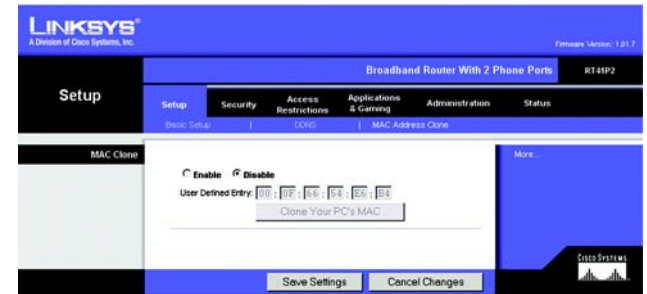 LINKSYS®
A Division of Cisco Systems, Inc.
Firmware Version: 1.01.7
Broadband Router With 2 Phone Ports RT41P2
Setup
Setup Security Access Restrictions Applications & Gaming Administration Status
Basic Setup | DDNS | MAC Address Clone
MAC Clone
More...
Enable Disable
User Defined Entry: 00 : 0F : 66 : 54 : E6 : B4
Clone Your PC's MAC
CISCO SYSTEMS
Save Settings Cancel Changes